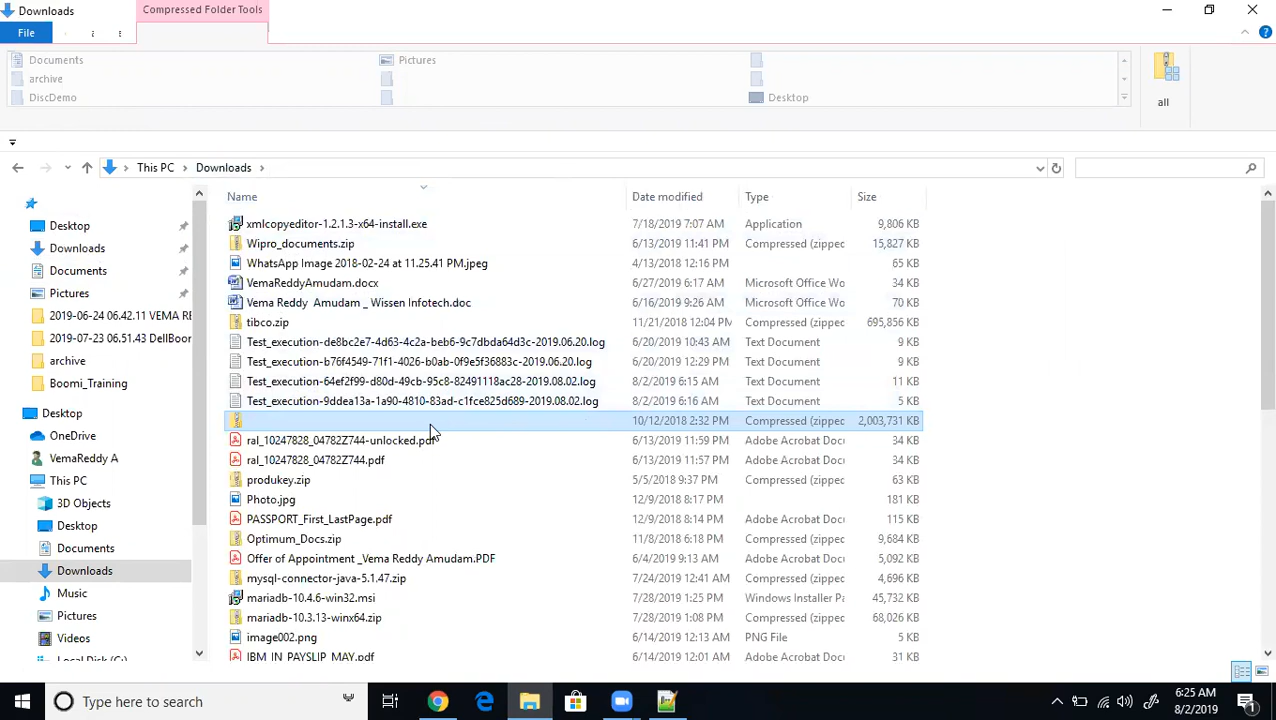 Downloads
Compressed Folder Tools
File
Documents
Pictures
archive
DiscDemo
Desktop
all
This PC
Downloads
Name
Date modified
Type
Size
xmlcopyeditor-1.2.1.3-x64-install.exe 7/18/2019 7:07 AM Application 9,806 KB
Wipro_documents.zip 6/13/2019 11:41 PM Compressed (zipped 15,827 KB
WhatsApp Image 2018-02-24 at 11.25.41 PM.jpeg 4/13/2018 12:16 PM 65 KB
VemaReddyAmudam.docx 6/27/2019 6:17 AM Microsoft Office Wo 34 KB
Vema Reddy Amudam _ Wissen Infotech.doc 6/16/2019 9:26 AM Microsoft Office Wo 70 KB
tibco.zip 11/21/2018 12:04 PM Compressed (zipped 695,856 KB
Test_execution-de8bc2e7-4d63-4c2a-beb6-9c7dbda64d3c-2019.06.20.log 6/20/2019 10:43 AM Text Document 9 KB
Test_execution-b76f4549-71f1-4026-b0ab-0f9e5f36883c-2019.06.20.log 6/20/2019 12:29 PM Text Document 9 KB
Test_execution-64ef2f99-d80d-49cb-95c8-82491118ac28-2019.08.02.log 8/2/2019 6:15 AM Text Document 11 KB
Test_execution-9ddea13a-1a90-4810-83ad-c1fce825d689-2019.08.02.log 8/2/2019 6:16 AM Text Document 5 KB
10/12/2018 2:32 PM Compressed (zipped 2,003,731 KB
ral_10247828_04782Z744-unlocked.pdf 6/13/2019 11:59 PM Adobe Acrobat Doc 34 KB
ral_10247828_04782Z744.pdf 6/13/2019 11:57 PM Adobe Acrobat Doc 34 KB
produkey.zip 5/5/2018 9:37 PM Compressed (zipped 63 KB
Photo.jpg 12/9/2018 8:17 PM 181 KB
PASSPORT_First_LastPage.pdf 12/9/2018 8:14 PM Adobe Acrobat Doc 115 KB
Optimum_Docs.zip 11/8/2018 6:18 PM Compressed (zipped 9,684 KB
Offer of Appointment _Vema Reddy Amudam.PDF 6/4/2019 9:13 AM Adobe Acrobat Doc 5,092 KB
mysql-connector-java-5.1.47.zip 7/24/2019 12:41 AM Compressed (zipped 4,696 KB
mariadb-10.4.6-win32.msi 7/28/2019 1:25 PM Windows Installer Pa 45,732 KB
mariadb-10.3.13-winx64.zip 7/28/2019 1:08 PM Compressed (zipped 68,026 KB
image002.png 6/14/2019 12:13 AM PNG File 5 KB
IBM_IN_PAYSLIP_MAY.pdf 6/14/2019 12:01 AM Adobe Acrobat Doc 31 KB
Desktop
Downloads
Documents
Pictures
2019-06-24 06.42.11 VEMA RE
2019-07-23 06.51.43 DellBoor
archive
Boomi_Training
Desktop
OneDrive
VemaReddy A
This PC
3D Objects
Desktop
Documents
Downloads
Music
Pictures
Videos
Local Disk (C:)
Type here to search
6:25 AM
8/2/2019
1